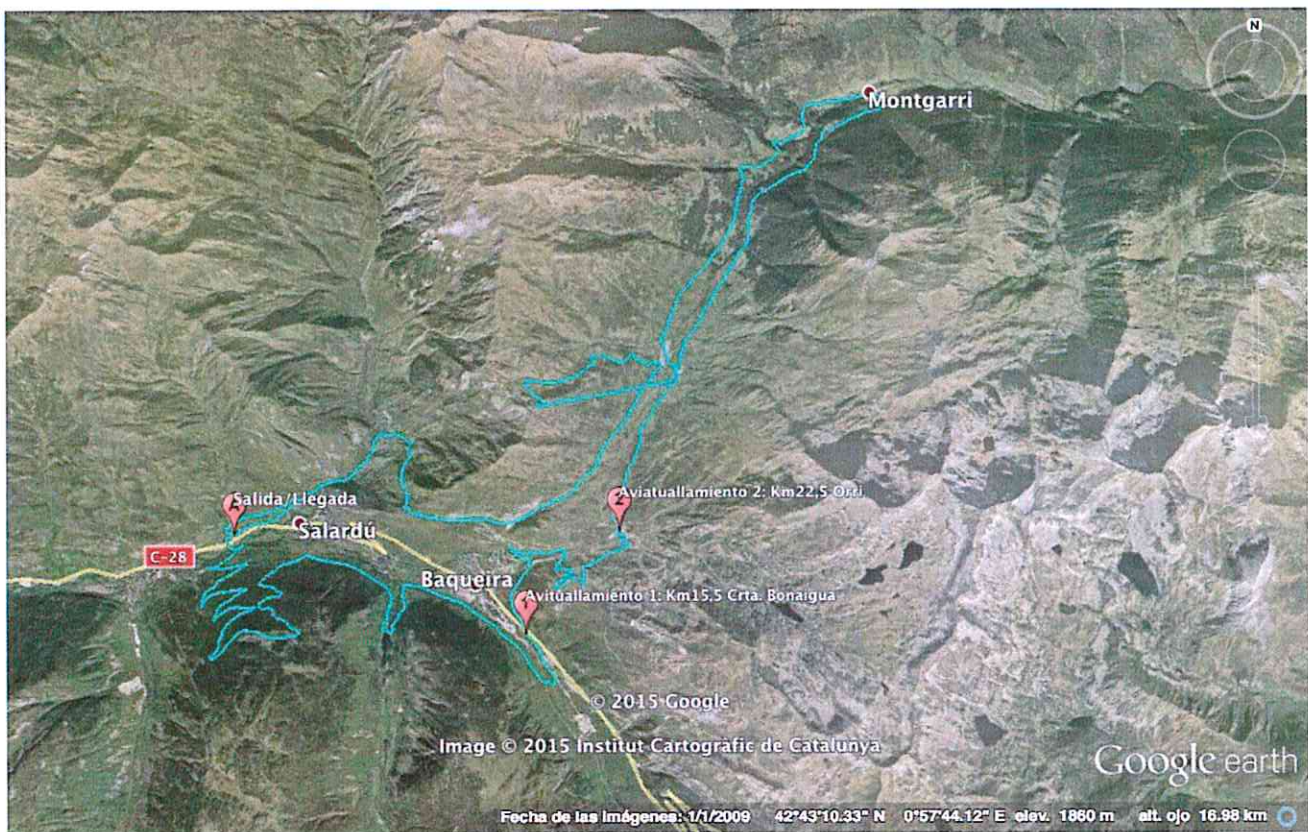 N
Montgarri
Salida/Llegada
A
Aviatuallamiento 2: Km22,5 Orri
2
Salardú
C-28
Baqueira
Avituallamiento 1: Km15,5 Crta. Bonaigua
1
© 2015 Google
Image © 2015 Institut Cartogràfic de Catalunya
Google earth
Fecha de las imágenes: 1/1/2009 42°43'10.33" N 0°57'44.12" E elev. 1860 m alt. ojo 16.98 km